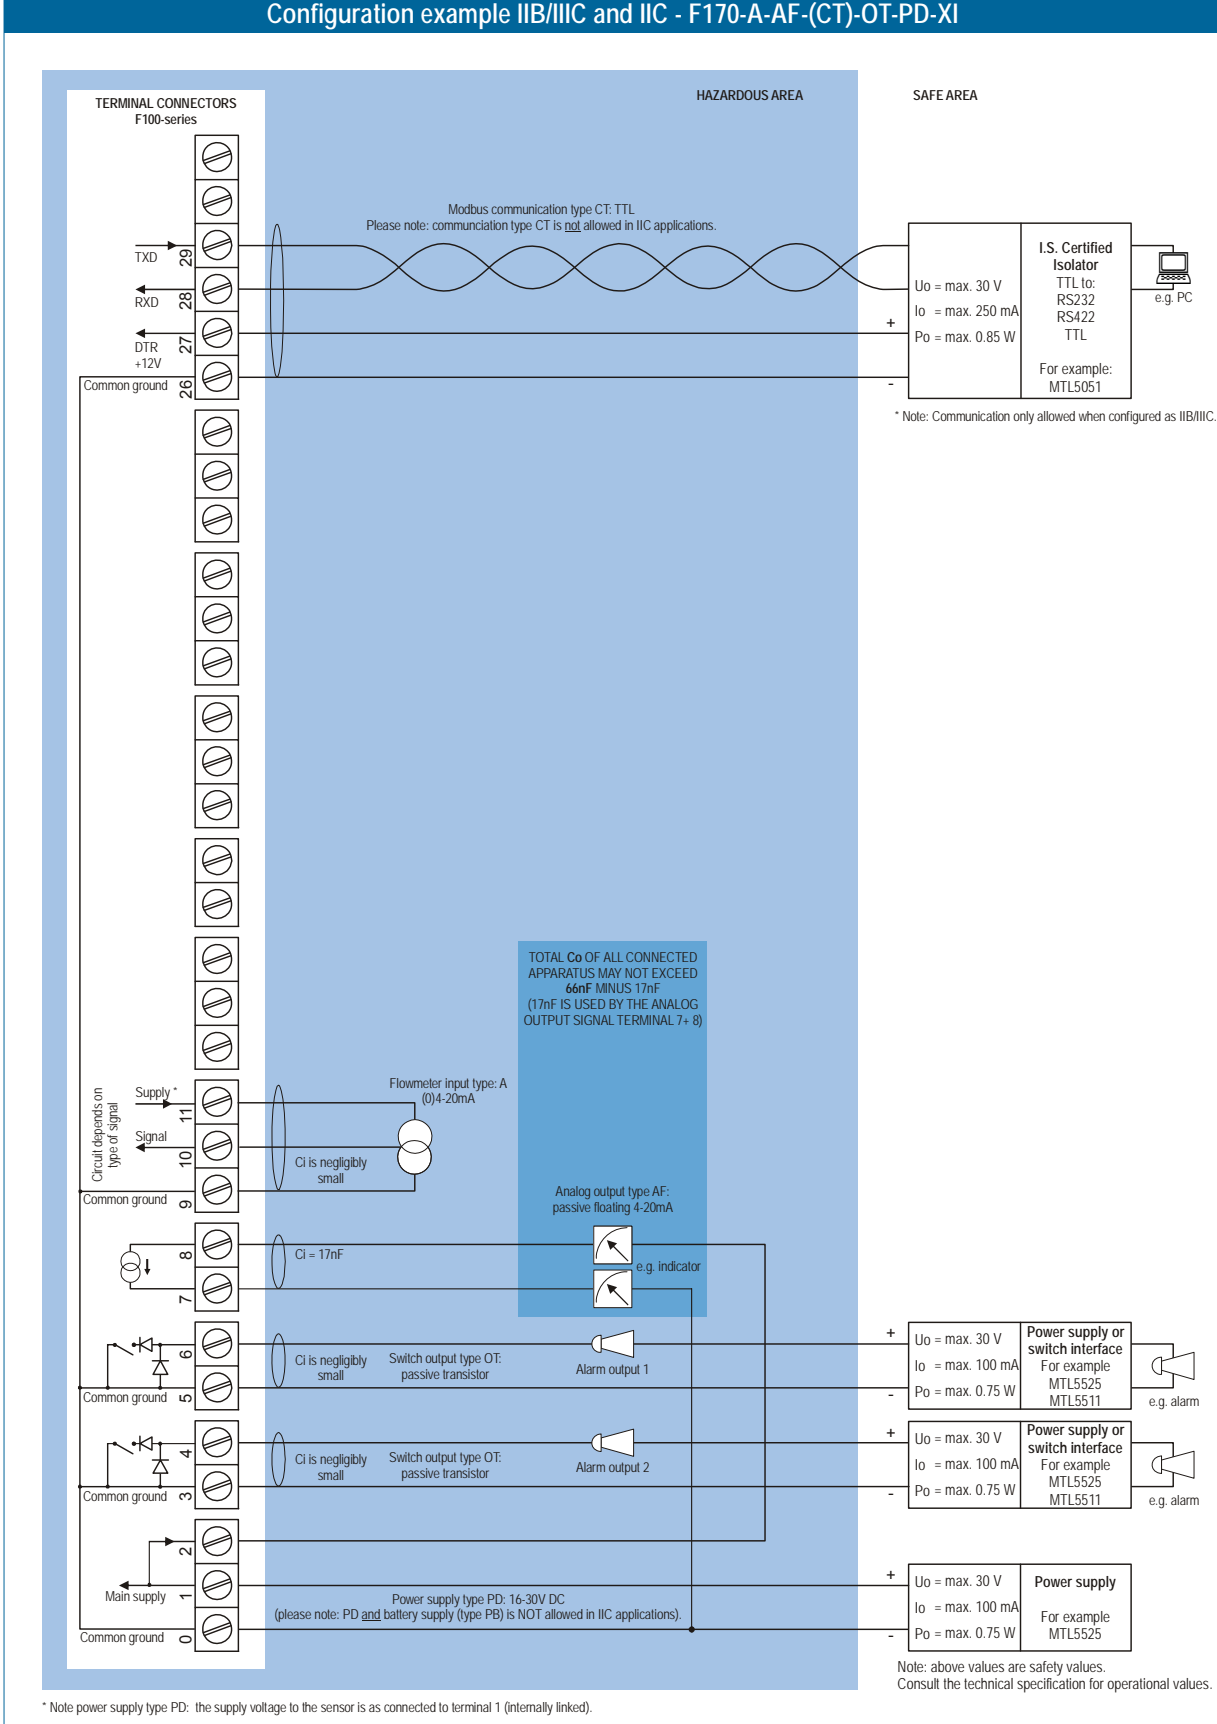 Configuration example IIB/IIIC and IIC - F170-A-AF-(CT)-OT-PD-XI
TERMINAL CONNECTORS
F100-series
HAZARDOUS AREA
SAFE AREA
Modbus communication type CT: TTL
Please note: communciation type CT is not allowed in IIC applications.
TXD
29
RXD
28
DTR
+12V
27
Common ground
26
Uo = max. 30 V
Io = max. 250 mA
Po = max. 0.85 W
+
-
I.S. Certified
Isolator
TTL to:
RS232
RS422
TTL
For example:
MTL5051
e.g. PC
* Note: Communication only allowed when configured as IIB/IIIC.
TOTAL Co OF ALL CONNECTED
APPARATUS MAY NOT EXCEED
66nF MINUS 17nF
(17nF IS USED BY THE ANALOG
OUTPUT SIGNAL TERMINAL 7+ 8)
Circuit depends on
type of signal
Supply *
11
Signal
10
Common ground
9
Flowmeter input type: A
(0)4-20mA
Ci is negligibly
small
Analog output type AF:
passive floating 4-20mA
8
Ci = 17nF
e.g. indicator
7
6
Ci is negligibly
small
Switch output type OT:
passive transistor
Alarm output 1
Common ground
5
+
-
Uo = max. 30 V
Io = max. 100 mA
Po = max. 0.75 W
Power supply or
switch interface
For example
MTL5525
MTL5511
e.g. alarm
4
Ci is negligibly
small
Switch output type OT:
passive transistor
Alarm output 2
Common ground
3
+
-
Uo = max. 30 V
Io = max. 100 mA
Po = max. 0.75 W
Power supply or
switch interface
For example
MTL5525
MTL5511
e.g. alarm
2
Main supply
1
Power supply type PD: 16-30V DC
(please note: PD and battery supply (type PB) is NOT allowed in IIC applications).
Common ground
0
+
-
Uo = max. 30 V
Io = max. 100 mA
Po = max. 0.75 W
Power supply
For example
MTL5525
Note: above values are safety values.
Consult the technical specification for operational values.
* Note power supply type PD: the supply voltage to the sensor is as connected to terminal 1 (internally linked).